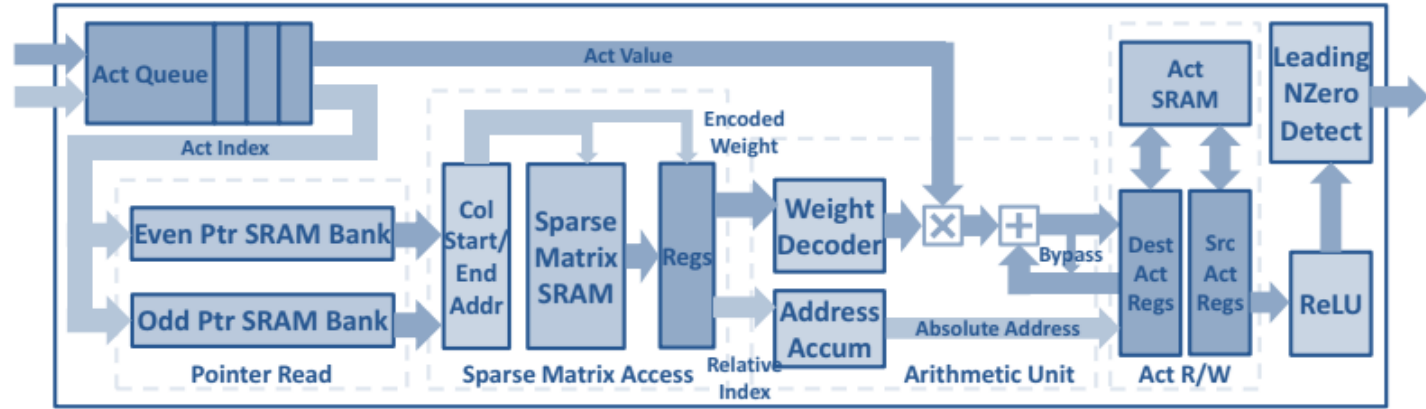 Act Queue
Act Value
Act Index
Even Ptr SRAM Bank
Odd Ptr SRAM Bank
Pointer Read
Col
Start/
End
Addr
Sparse
Matrix
SRAM
Regs
Sparse Matrix Access
Encoded
Weight
Relative
Index
Weight
Decoder
Address
Accum
×
+
Bypass
Absolute Address
Arithmetic Unit
Act
SRAM
Dest
Act
Regs
Src
Act
Regs
Act R/W
Leading
NZero
Detect
ReLU